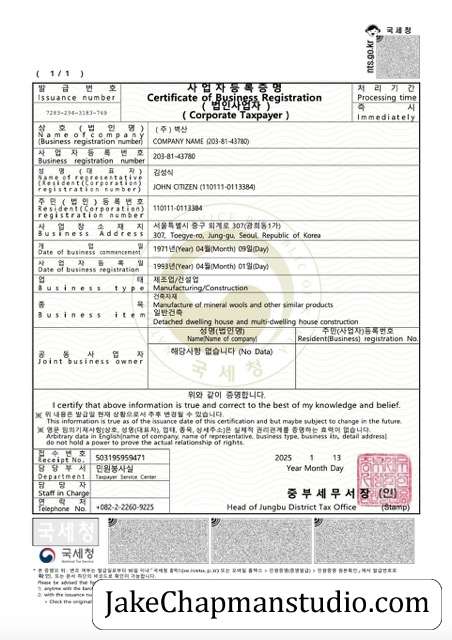 국세청
nts.go.kr
( 1 / 1 )
발 급 번 호
Issuance number
7293-294-3183-769
사업자등록증명
Certificate of Business Registration
( 법인사업자 )
( Corporate Taxpayer )
처 리 기 간
Processing time
즉 시
Immediately
상 호 ( 법 인 명 )
Name of company
(Business registration number)
(주)벽산
COMPANY NAME (203-81-43780)
사 업 자 등 록 번 호
Business registration number
203-81-43780
성 명 ( 대 표 자 )
Name of representative
(Resident(Corporation)
registration number)
김성식
JOHN CITIZEN (110111-0113384)
주 민 ( 법 인 ) 등 록 번 호
Resident(Corporation)
registration number
110111-0113384
사 업 장 소 재 지
Business Address
서울특별시 중구 퇴계로 307(광희동1가)
307, Toegye-ro, Jung-gu, Seoul, Republic of Korea
개 업 일
Date of business commencement
1971년(Year) 04월(Month) 09일(Day)
사 업 자 등 록 일
Date of business registration
1993년(Year) 04월(Month) 01일(Day)
업 태
Business type
제조업/건설업
Manufacturing/Construction
종 목
Business item
건축자재
Manufacture of mineral wools and other similar products
일반건축
Detached dwelling house and multi-dwelling house construction
공 동 사 업 자
Joint business owner
성명(법인명)
Name(Name of company)
주민(사업자)등록번호
Resident(Business) registration No.
해당사항 없습니다 (No Data)
위와 같이 증명합니다.
I certify that above information is true and correct to the best of my knowledge and belief.
※ 위 내용은 발급일 현재 상황으로서 추후 변경될 수 있습니다.
This information is true as of the issuance date of this certification and but maybe subject to change in the future.
※ 영문 임의기재사항(상호, 성명(대표자), 업태, 종목, 상세주소)은 실체적 권리관계를 증명하는 효력이 없습니다.
Arbitrary data in English(name of company, name of representative, business type, business its, detail address)
do not hold a power to prove the actual relationship of rights.
접 수 번 호
Receipt No.
503195959471
담 당 부 서
Department
민원봉사실
Taxpayer Service Center
담 당 자
Staff in Charge
연 락 처
Telephone No.
+082-2-2260-9225
2025 1 13
Year Month Day
중 부 세 무 서 장 (인)
Head of Jungbu District Tax Office (Stamp)
국세청
국세청
National Tax Service
JakeChapmanstudio.com